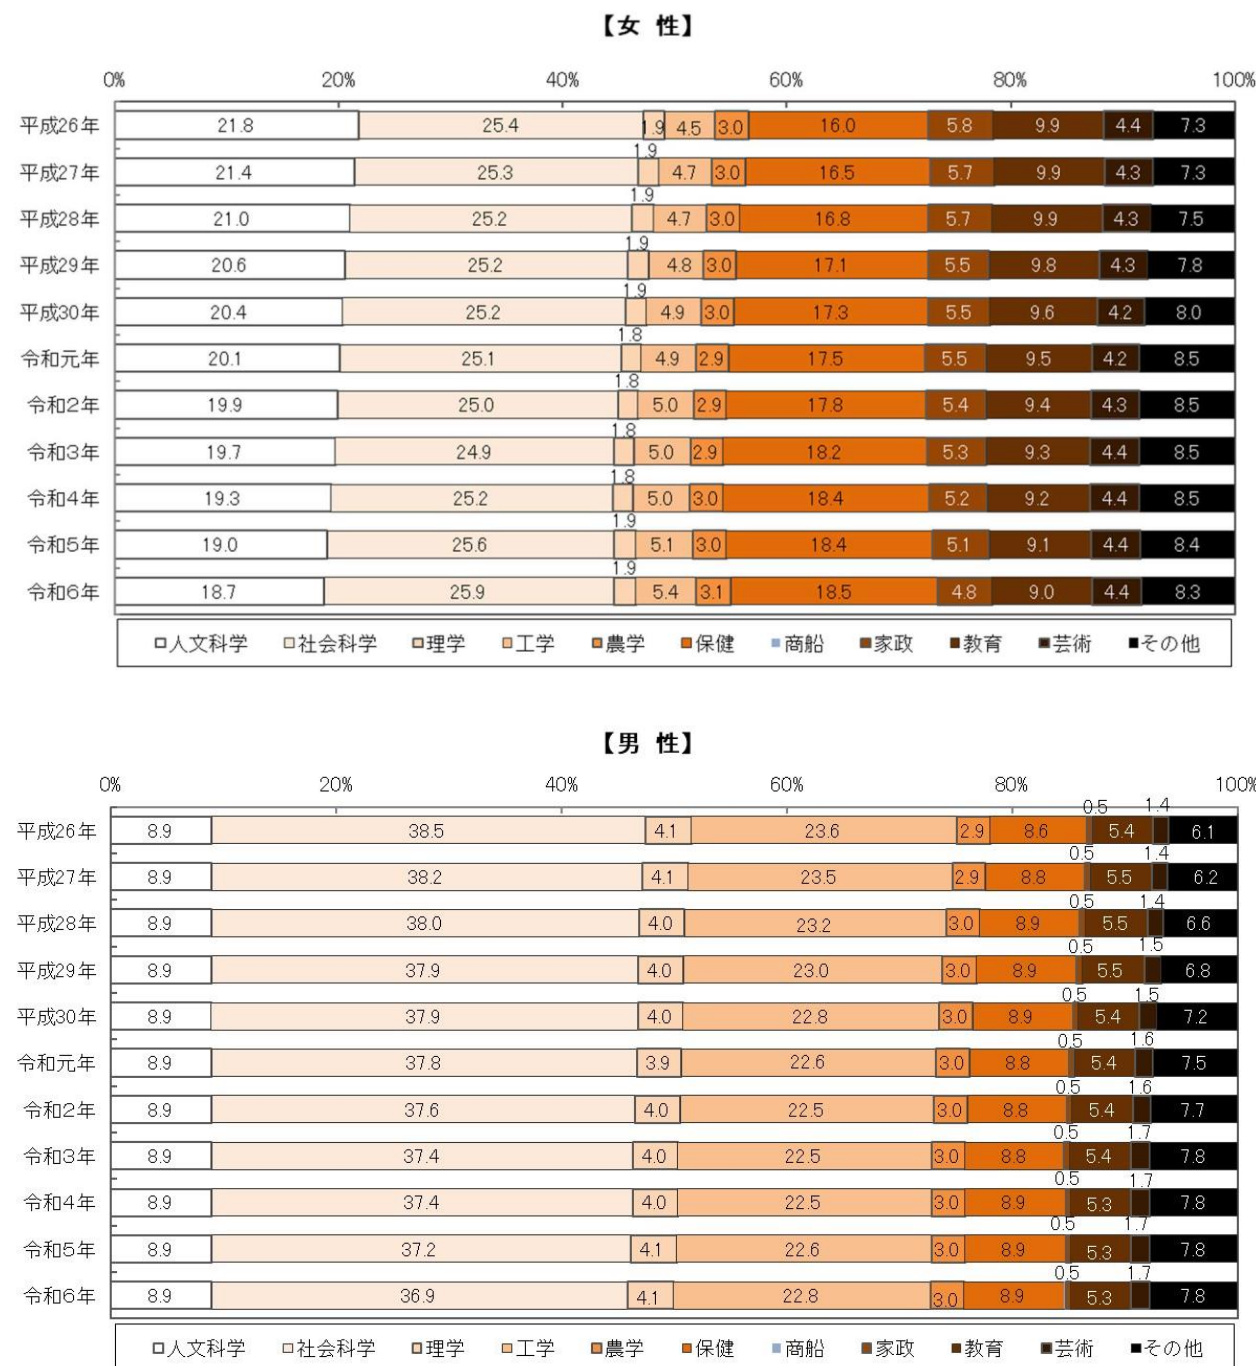 【女 性】
0% 20% 40% 60% 80% 100%
平成26年 21.8 25.4 1.9 4.5 3.0 16.0 5.8 9.9 4.4 7.3
1.9
平成27年 21.4 25.3 4.7 3.0 16.5 5.7 9.9 4.3 7.3
1.9
平成28年 21.0 25.2 4.7 3.0 16.8 5.7 9.9 4.3 7.5
1.9
平成29年 20.6 25.2 4.8 3.0 17.1 5.5 9.8 4.3 7.8
1.9
平成30年 20.4 25.2 4.9 3.0 17.3 5.5 9.6 4.2 8.0
1.8
令和元年 20.1 25.1 4.9 2.9 17.5 5.5 9.5 4.2 8.5
1.8
令和2年 19.9 25.0 5.0 2.9 17.8 5.4 9.4 4.3 8.5
1.8
令和3年 19.7 24.9 5.0 2.9 18.2 5.3 9.3 4.4 8.5
1.8
令和4年 19.3 25.2 5.0 3.0 18.4 5.2 9.2 4.4 8.5
1.9
令和5年 19.0 25.6 5.1 3.0 18.4 5.1 9.1 4.4 8.4
1.9
令和6年 18.7 25.9 5.4 3.1 18.5 4.8 9.0 4.4 8.3
人文科学 社会科学 理学 工学 農学 保健 商船 家政 教育 芸術 その他
【男 性】
0% 20% 40% 60% 80% 100%
0.5 1.4
平成26年 8.9 38.5 4.1 23.6 2.9 8.6 5.4 6.1
0.5 1.4
平成27年 8.9 38.2 4.1 23.5 2.9 8.8 5.5 6.2
0.5 1.4
平成28年 8.9 38.0 4.0 23.2 3.0 8.9 5.5 6.6
0.5 1.5
平成29年 8.9 37.9 4.0 23.0 3.0 8.9 5.5 6.8
0.5 1.5
平成30年 8.9 37.9 4.0 22.8 3.0 8.9 5.4 7.2
0.5 1.6
令和元年 8.9 37.8 3.9 22.6 3.0 8.8 5.4 7.5
0.5 1.6
令和2年 8.9 37.6 4.0 22.5 3.0 8.8 5.4 7.7
0.5 1.7
令和3年 8.9 37.4 4.0 22.5 3.0 8.8 5.4 7.8
0.5 1.7
令和4年 8.9 37.4 4.0 22.5 3.0 8.9 5.3 7.8
0.5 1.7
令和5年 8.9 37.2 4.1 22.6 3.0 8.9 5.3 7.8
0.5 1.7
令和6年 8.9 36.9 4.1 22.8 3.0 8.9 5.3 7.8
人文科学 社会科学 理学 工学 農学 保健 商船 家政 教育 芸術 その他